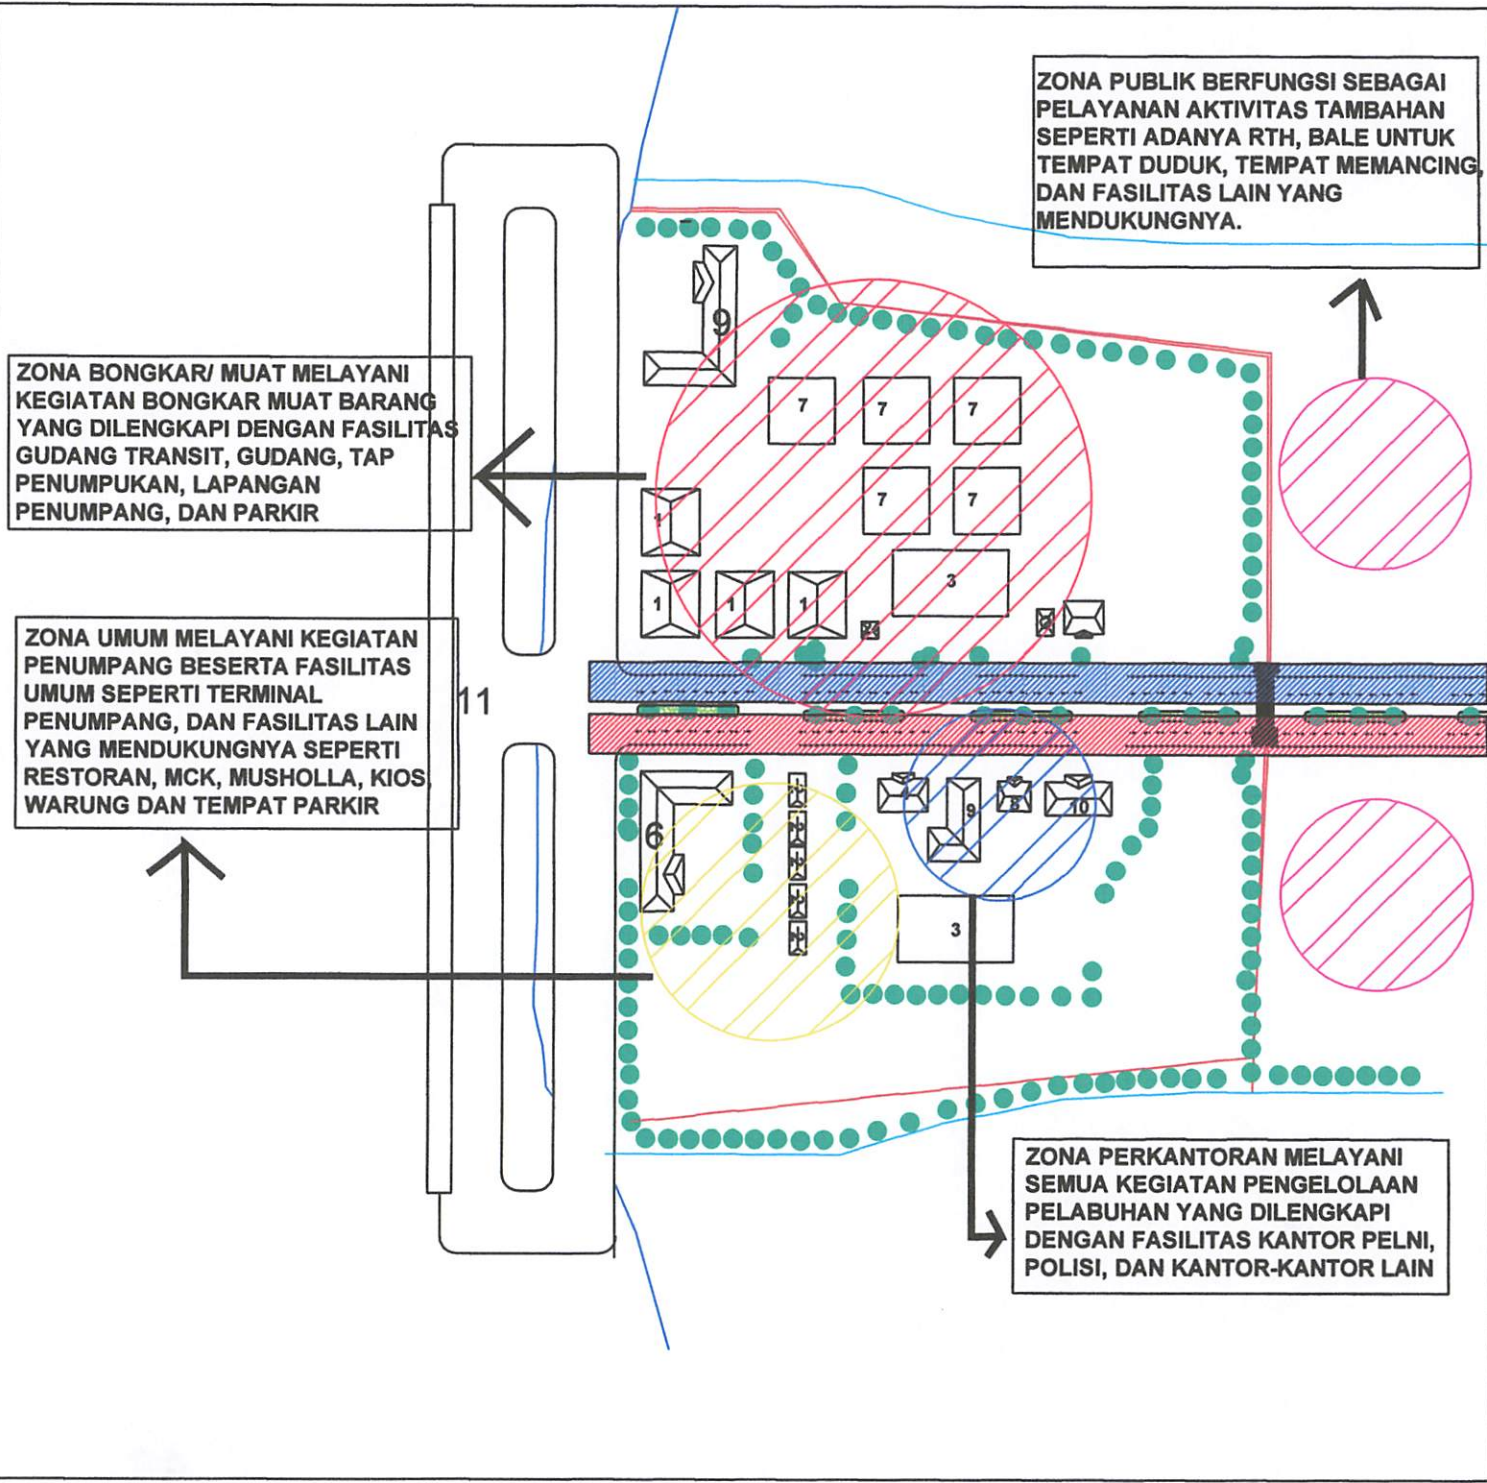 ZONA PUBLIK BERFUNGSI SEBAGAI
PELAYANAN AKTIVITAS TAMBAHAN
SEPERTI ADANYA RTH, BALE UNTUK
TEMPAT DUDUK, TEMPAT MEMANCING,
DAN FASILITAS LAIN YANG
MENDUKUNGNYA.
9
ZONA BONGKAR/ MUAT MELAYANI
KEGIATAN BONGKAR MUAT BARANG
YANG DILENGKAPI DENGAN FASILITAS
GUDANG TRANSIT, GUDANG, TAP
PENUMPUKAN, LAPANGAN
PENUMPANG, DAN PARKIR
7 7 7
7 7
1
3
1 1 1
ZONA UMUM MELAYANI KEGIATAN
PENUMPANG BESERTA FASILITAS
UMUM SEPERTI TERMINAL
PENUMPANG, DAN FASILITAS LAIN
YANG MENDUKUNGNYA SEPERTI
RESTORAN, MCK, MUSHOLLA, KIOS,
WARUNG DAN TEMPAT PARKIR
11
6
9 8 10
3
ZONA PERKANTORAN MELAYANI
SEMUA KEGIATAN PENGELOLAAN
PELABUHAN YANG DILENGKAPI
DENGAN FASILITAS KANTOR PELNI,
POLISI, DAN KANTOR-KANTOR LAIN